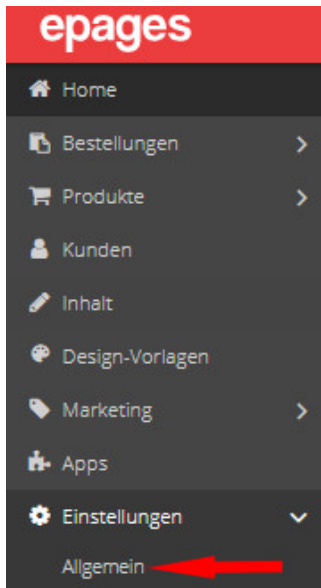 epages
Home
Bestellungen
Produkte
Kunden
Inhalt
Design-Vorlagen
Marketing
Apps
Einstellungen
Allgemein